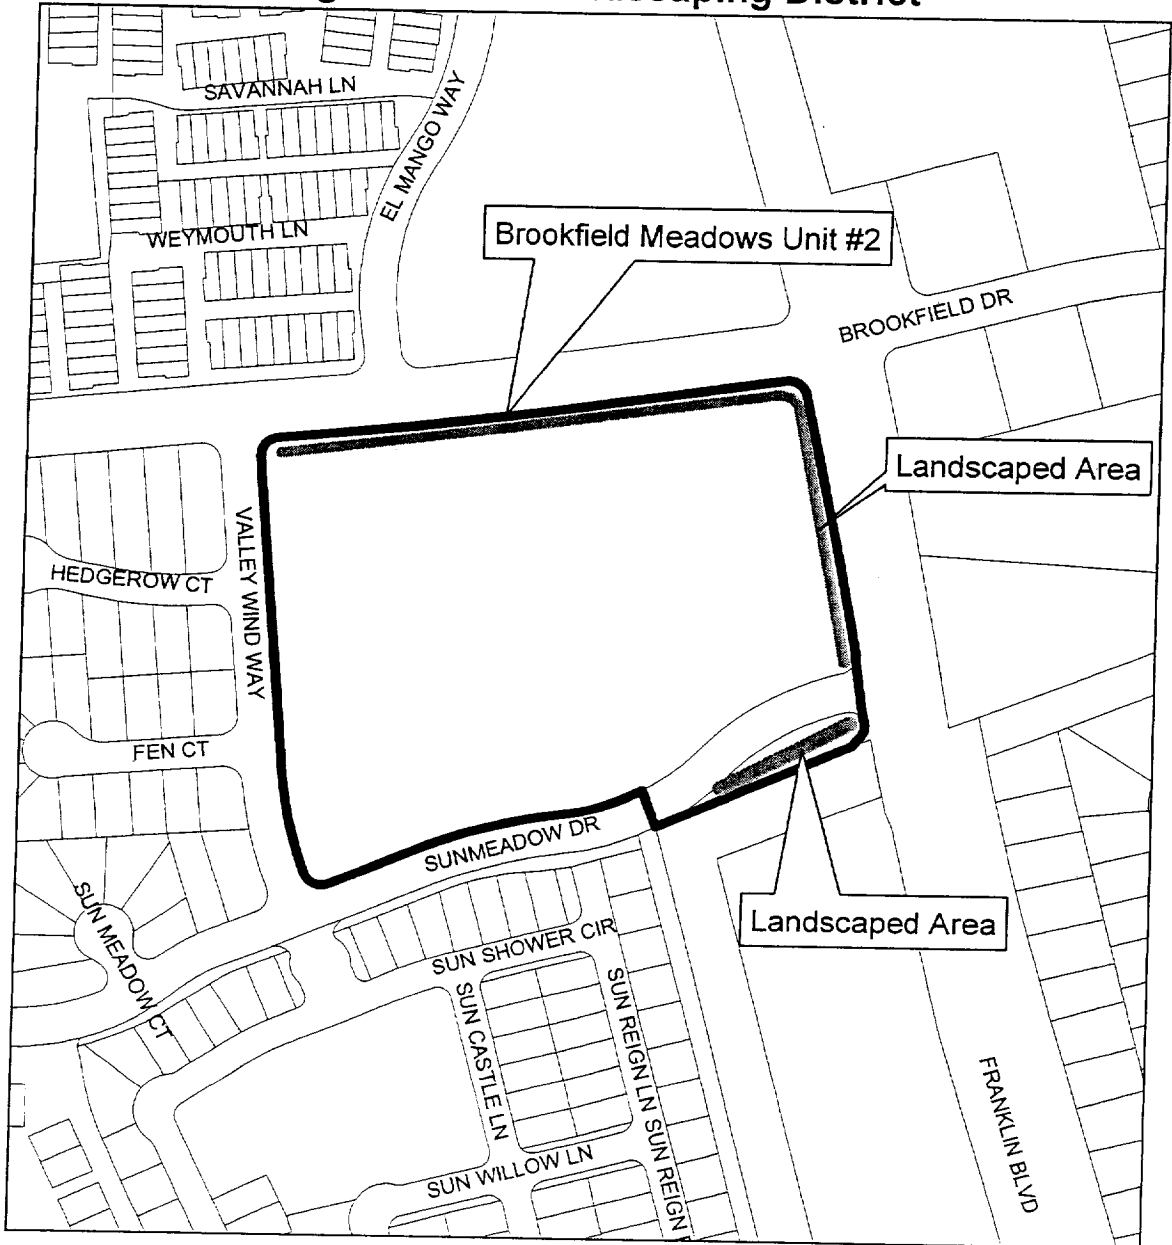 Landscaping District
SAVANNAH LN
EL MANGO WAY
WEYMOUTH LN
Brookfield Meadows Unit #2
BROOKFIELD DR
Landscaped Area
VALLEY WIND WAY
HEDGEROW CT
FEN CT
SUNMEADOW DR
SUN MEADOW CT
Landscaped Area
SUN SHOWER CIR
SUN CASTLE LN
SUN REIGN LN
SUN REIGN
FRANKLIN BLVD
SUN WILLOW LN